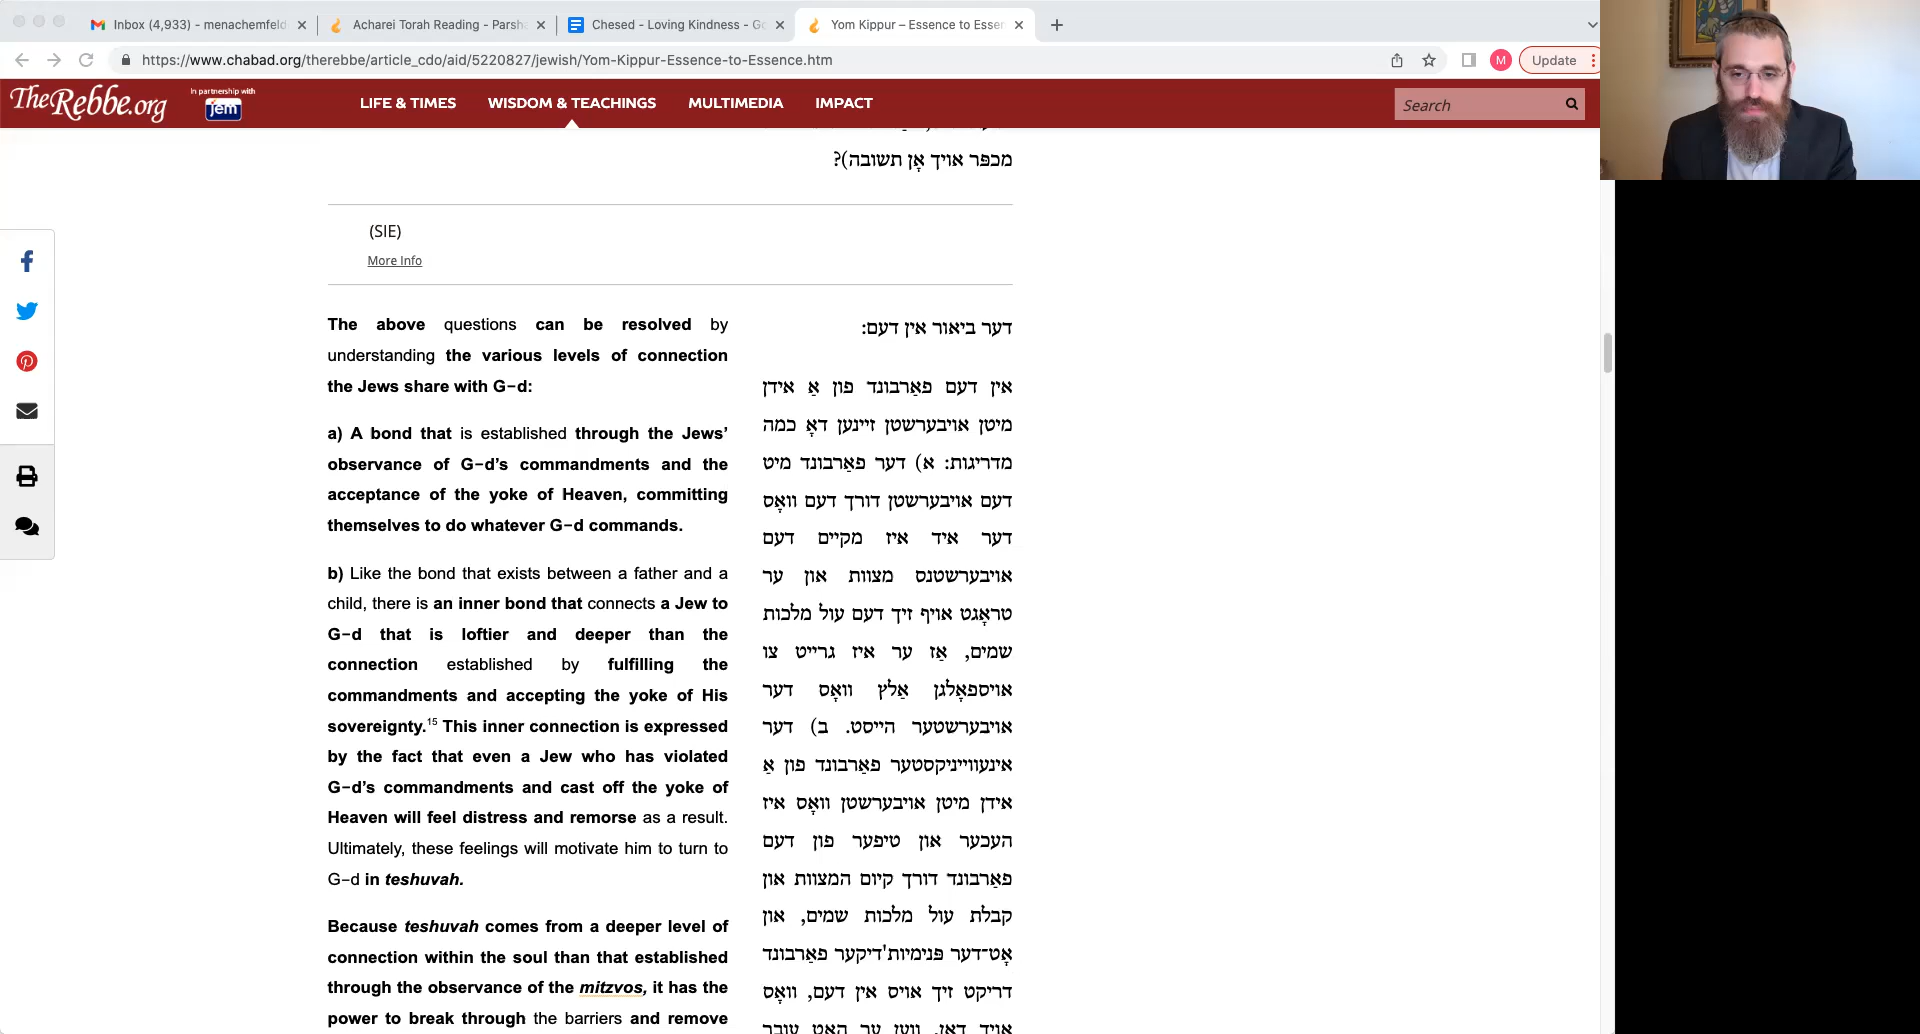 Inbox (4,933) - menachemfeld
Acharei Torah Reading - Parsh
Chesed - Loving Kindness - Go
Yom Kippur – Essence to Essen
https://www.chabad.org/therebbe/article_cdo/aid/5220827/jewish/Yom-Kippur-Essence-to-Essence.htm
M
Update
TheRebbe.org
In partnership with
jem
LIFE & TIMES
WISDOM & TEACHINGS
MULTIMEDIA
IMPACT
Search
מכפר אויך אָן תשובה)?
(SIE)
More Info
The above questions can be resolved by
understanding the various levels of connection
the Jews share with G–d:
a) A bond that is established through the Jews’
observance of G–d’s commandments and the
acceptance of the yoke of Heaven, committing
themselves to do whatever G–d commands.
b) Like the bond that exists between a father and a
child, there is an inner bond that connects a Jew to
G–d that is loftier and deeper than the
connection established by fulfilling the
commandments and accepting the yoke of His
sovereignty.15 This inner connection is expressed
by the fact that even a Jew who has violated
G–d’s commandments and cast off the yoke of
Heaven will feel distress and remorse as a result.
Ultimately, these feelings will motivate him to turn to
G–d in teshuvah.
Because teshuvah comes from a deeper level of
connection within the soul than that established
through the observance of the mitzvos, it has the
power to break through the barriers and remove
דער ביאור אין דעם:
אין דעם פאַרבונד פון אַ אידן
מיטן אויבערשטן זיינען דאָ כמה
מדריגות: א) דער פאַרבונד מיט
דעם אויבערשטן דורך דעם וואָס
דער איד איז מקיים דעם
אויבערשטנס מצוות און ער
טראָגט אויף זיך דעם עול מלכות
שמים, אַז ער איז גרייט צו
אויספאָלגן אַלץ וואָס דער
אויבערשטער הייסט. ב) דער
אינעווייניקסטער פאַרבונד פון אַ
אידן מיטן אויבערשטן וואָס איז
העכער און טיפער פון דעם
פאַרבונד דורך קיום המצוות און
קבלת עול מלכות שמים, און
אָט־דער פנימיות'דיקער פאַרבונד
דריקט זיך אויס אין דעם, וואָס
אויך דאַן, ווען ער האָט עובר